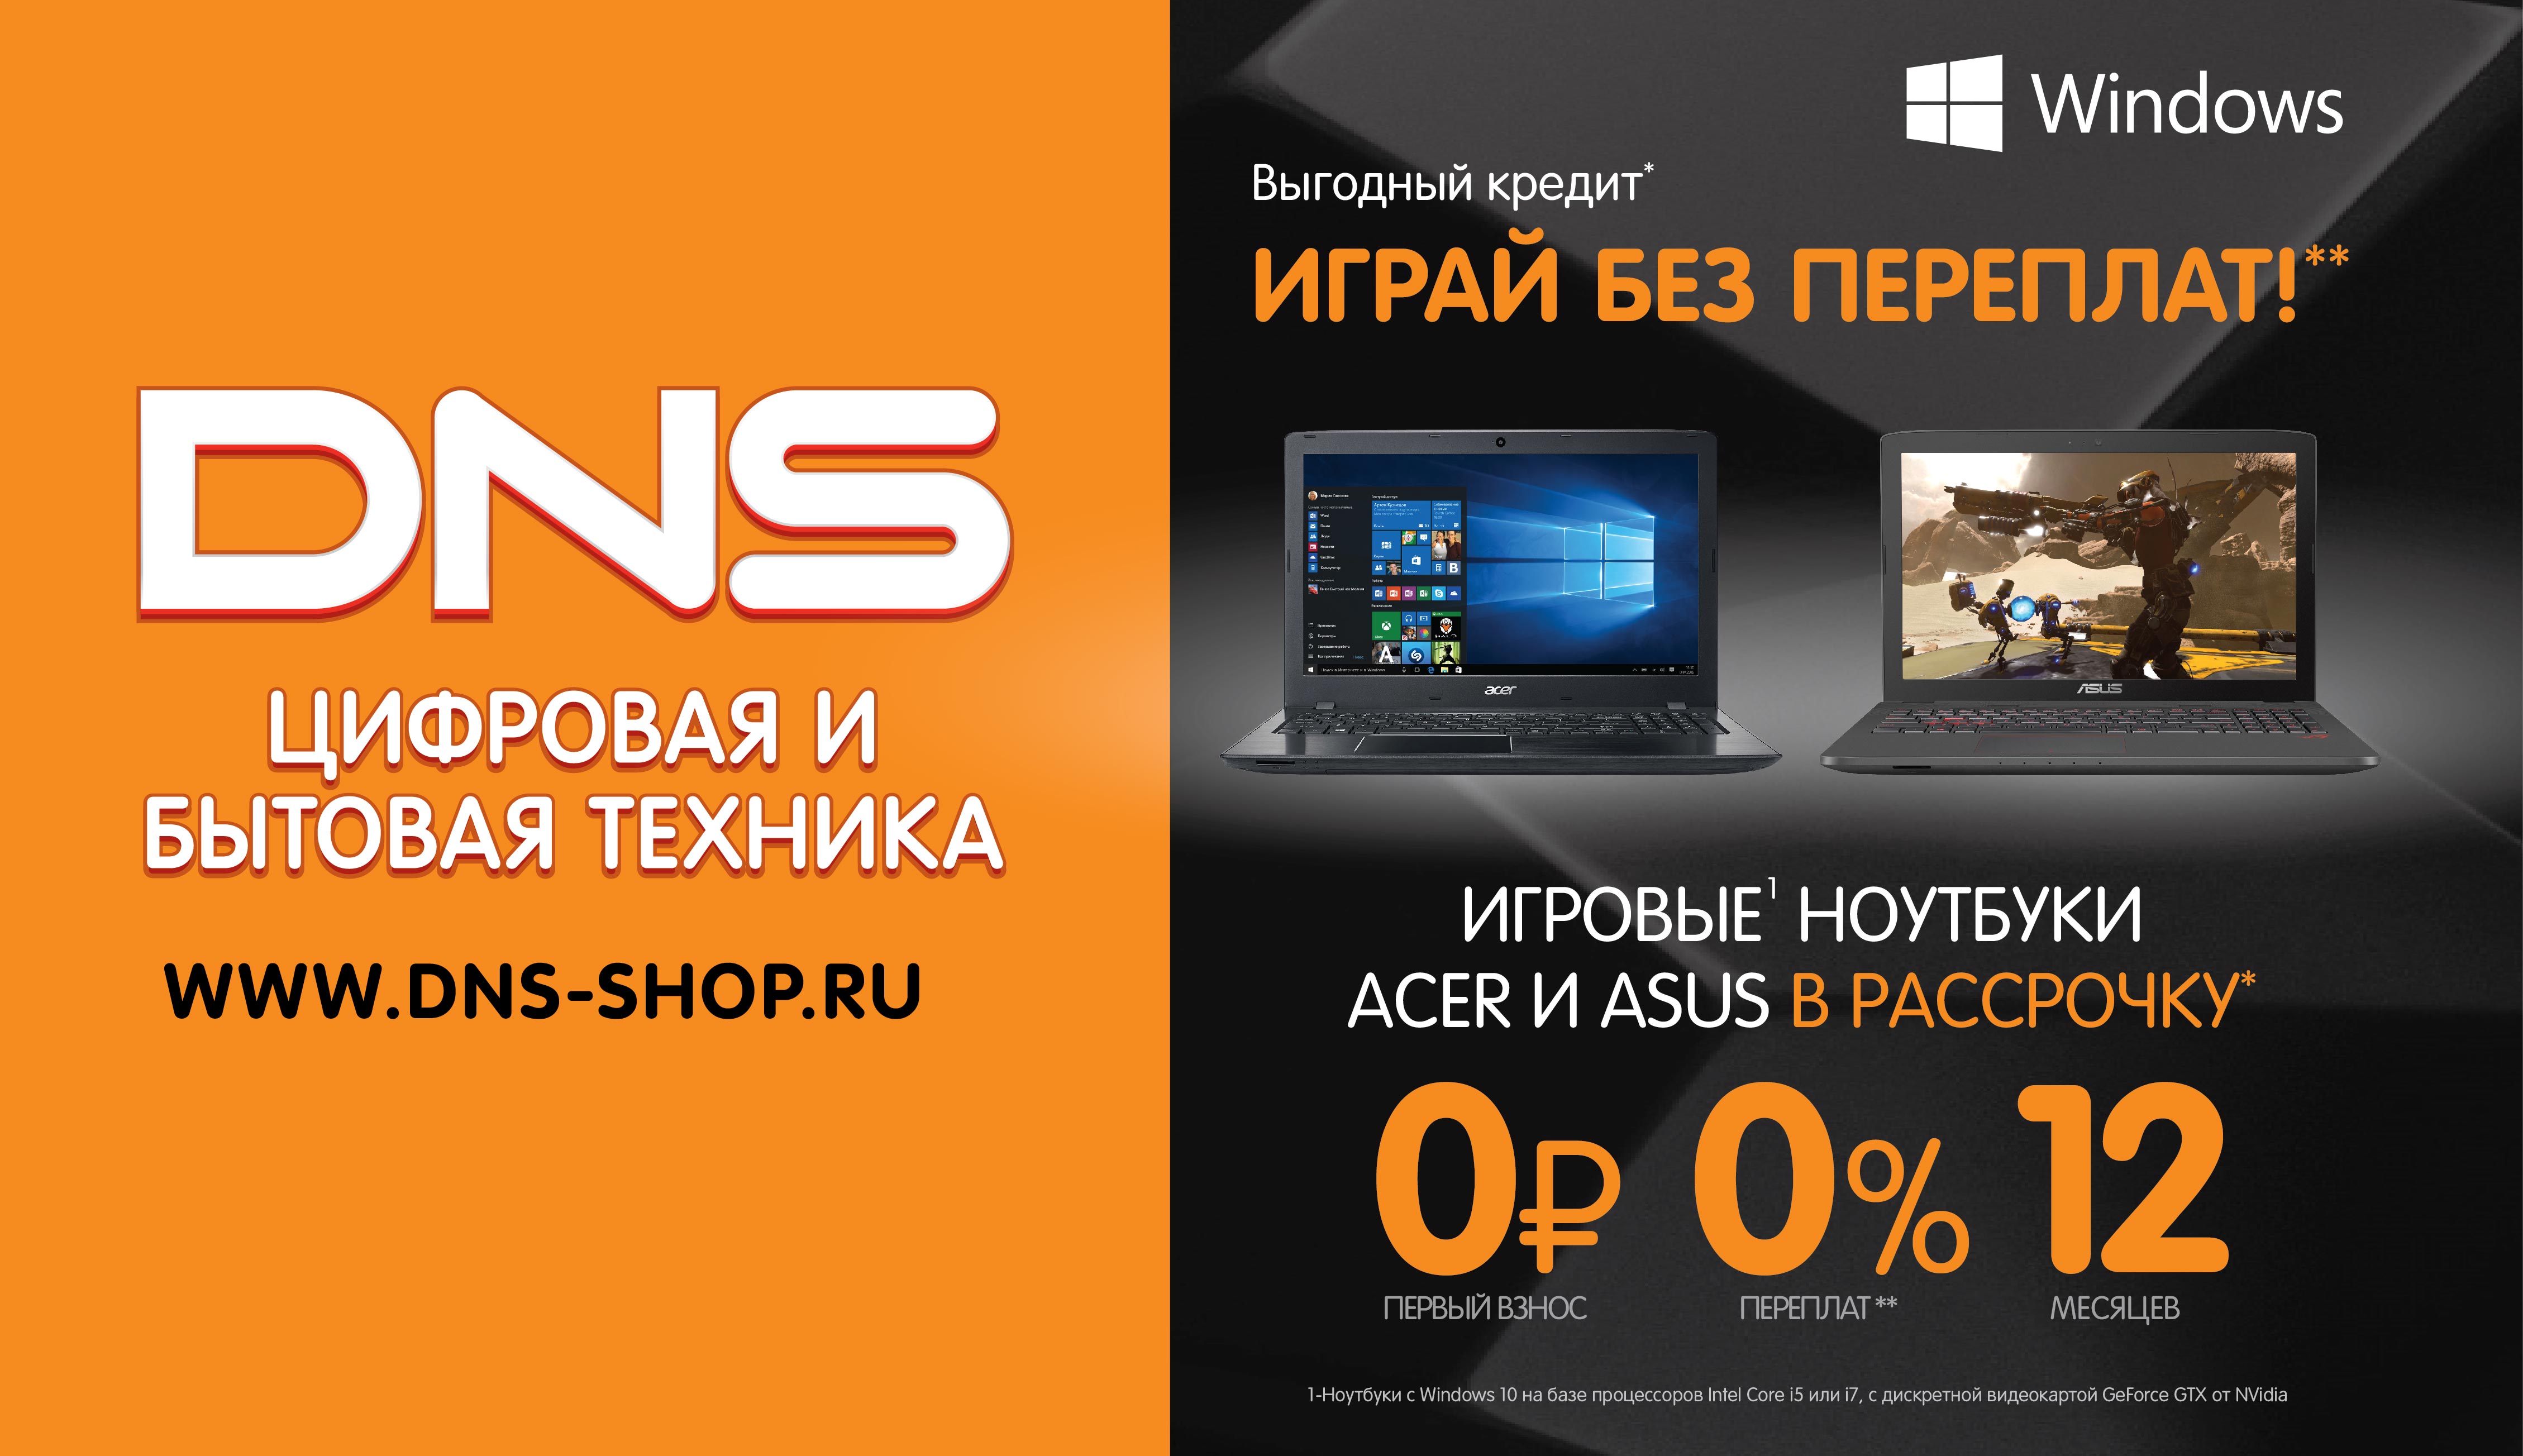 DNS
ЦИФРОВАЯ И
БЫТОВАЯ ТЕХНИКА
WWW.DNS-SHOP.RU
Windows
Выгодный кредит*
ИГРАЙ БЕЗ ПЕРЕПЛАТ!**
acer
ASUS
ИГРОВЫЕ¹ НОУТБУКИ
ACER И ASUS В РАССРОЧКУ*
0₽ 0% 12
ПЕРВЫЙ ВЗНОС ПЕРЕПЛАТ** МЕСЯЦЕВ
1-Ноутбуки с Windows 10 на базе процессоров Intel Core i5 или i7, с дискретной видеокартой GeForce GTX от NVidia